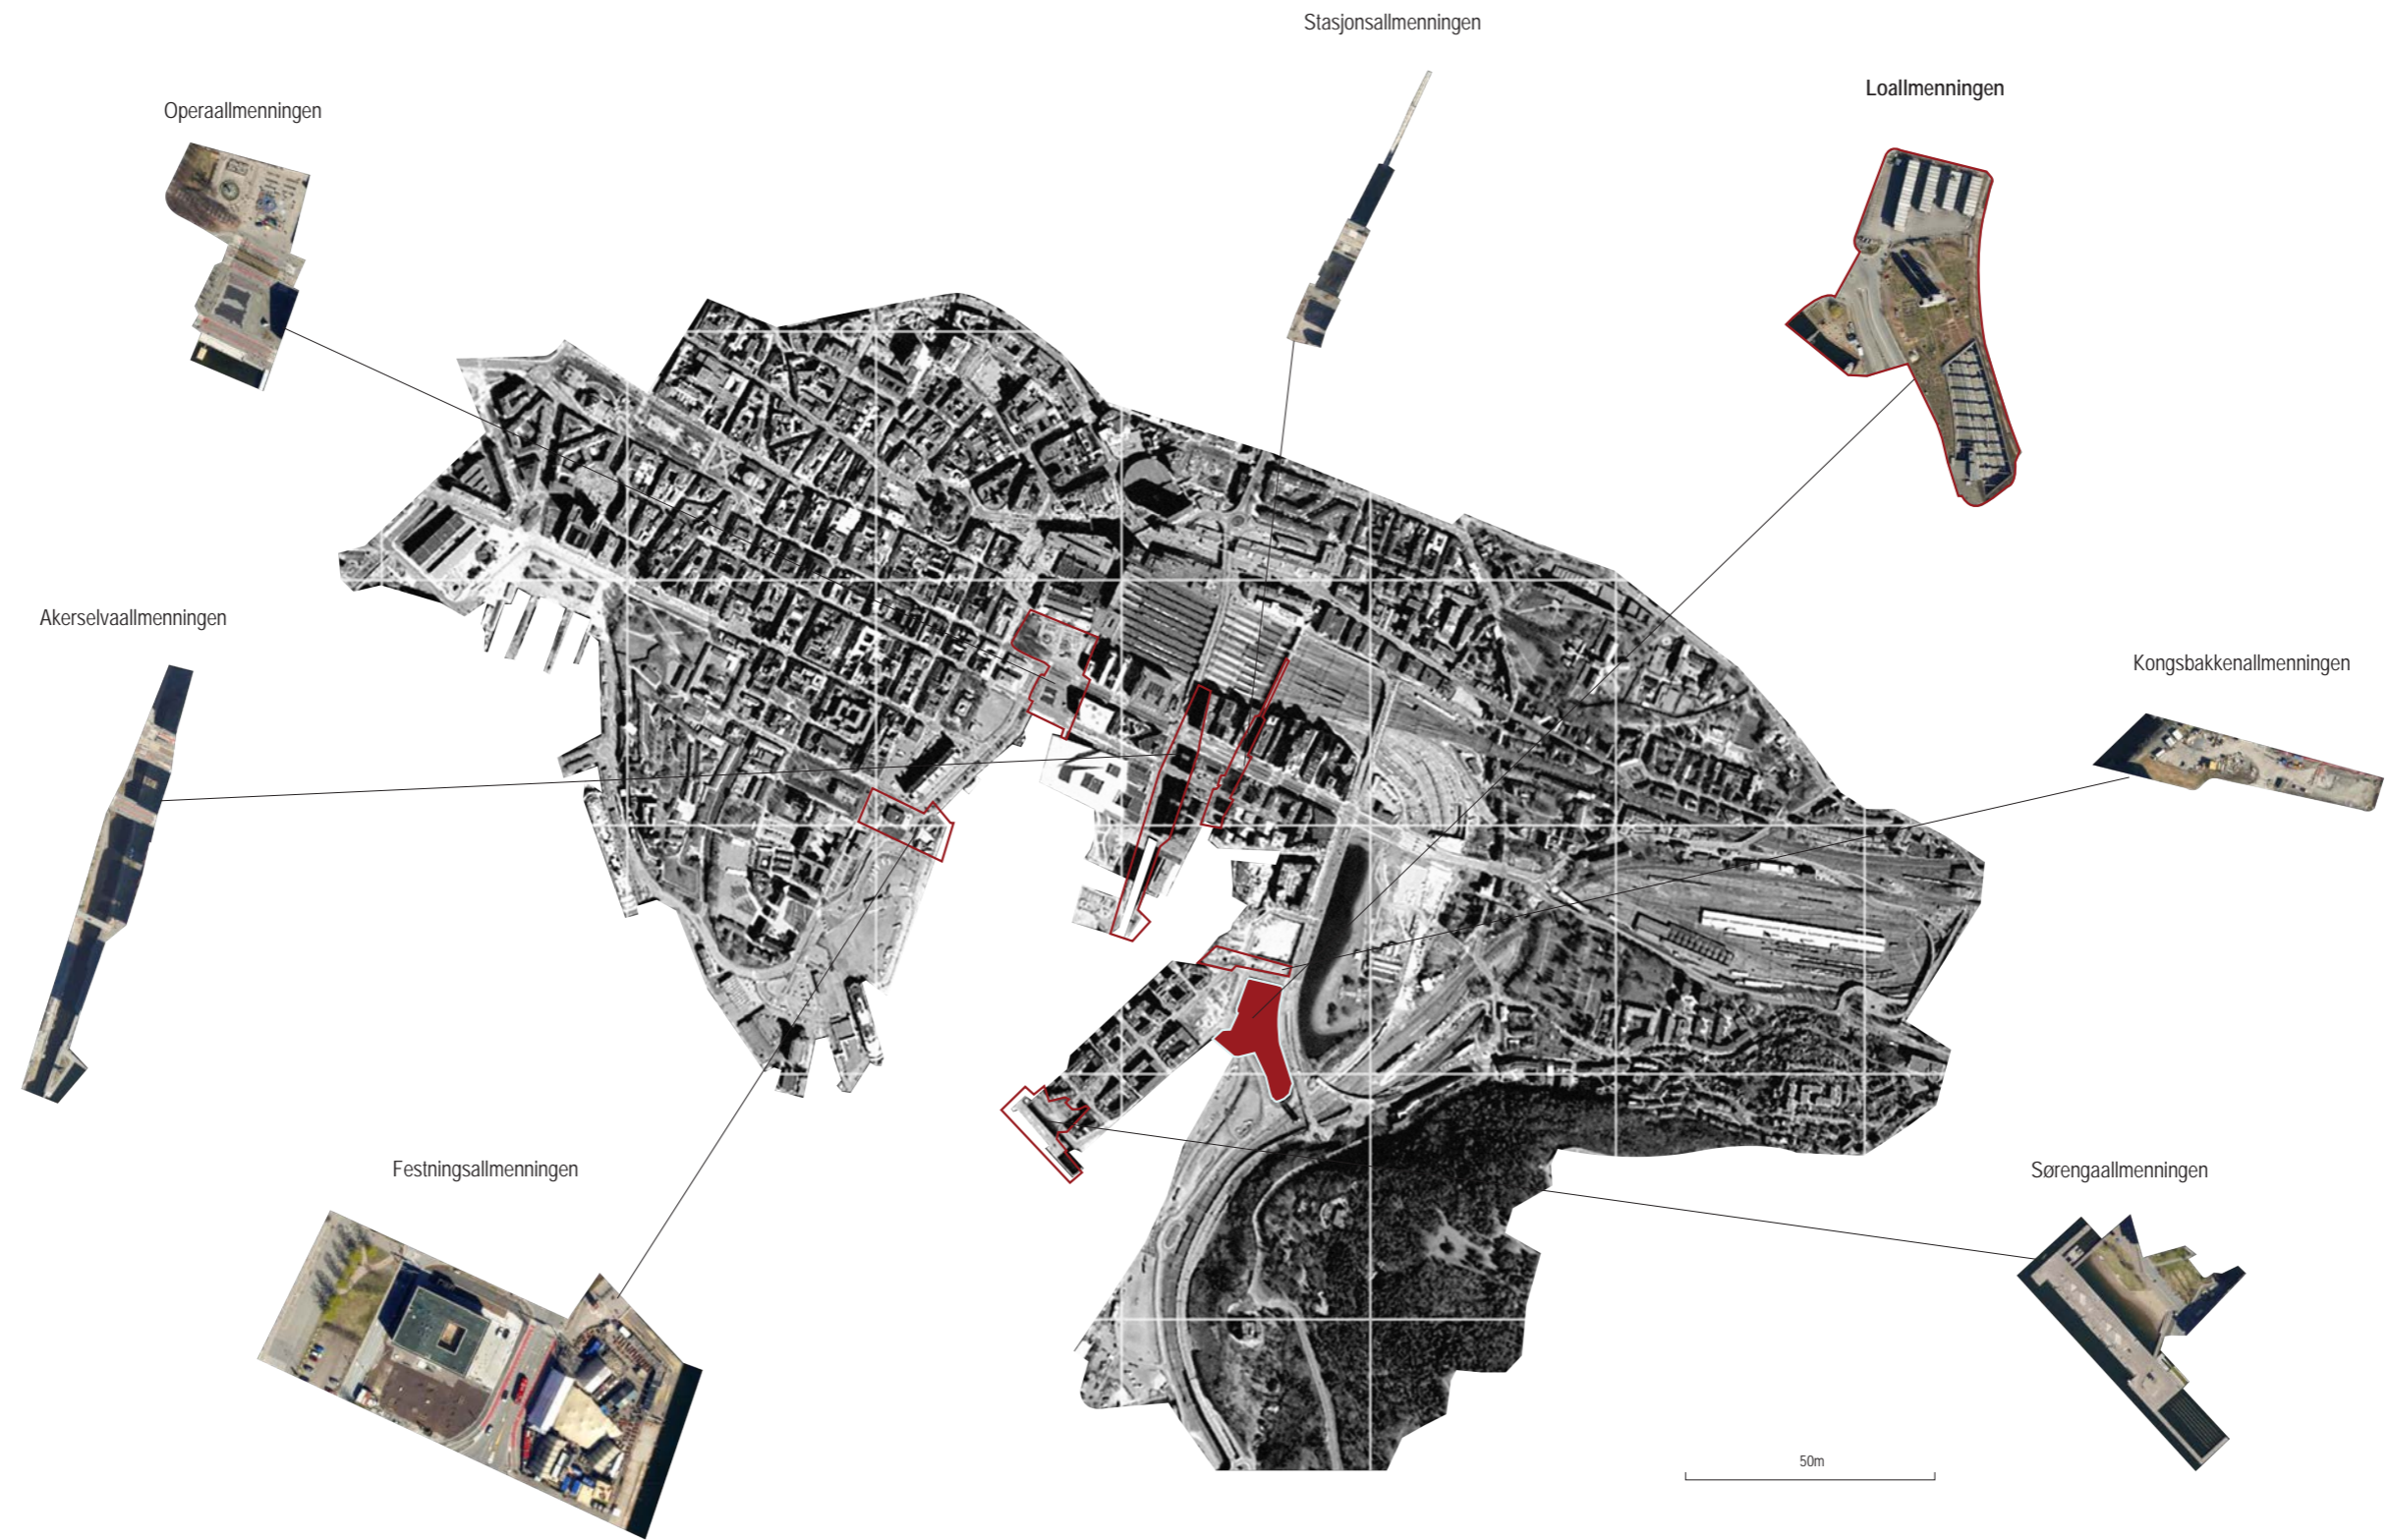 Stasjonsallmenningen
Loallmenningen
Operaallmenningen
Akerselvaallmenningen
Kongsbakkenallmenningen
Festningsallmenningen
Sørengaallmenningen
50m